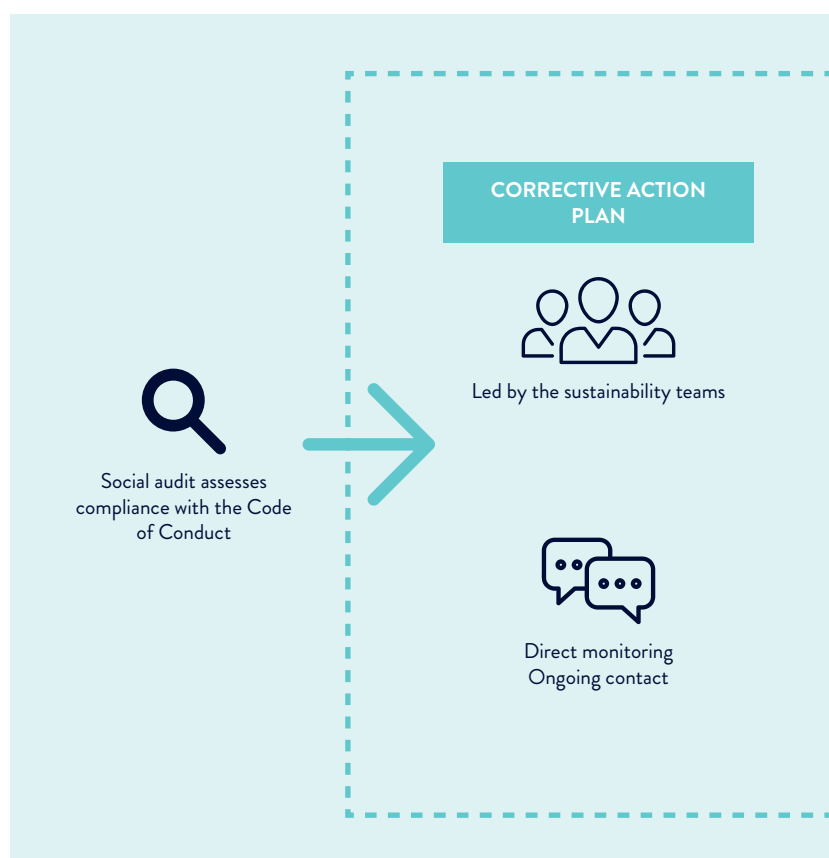 CORRECTIVE ACTION
PLAN
Led by the sustainability teams
Social audit assesses
compliance with the Code
of Conduct
Direct monitoring
Ongoing contact